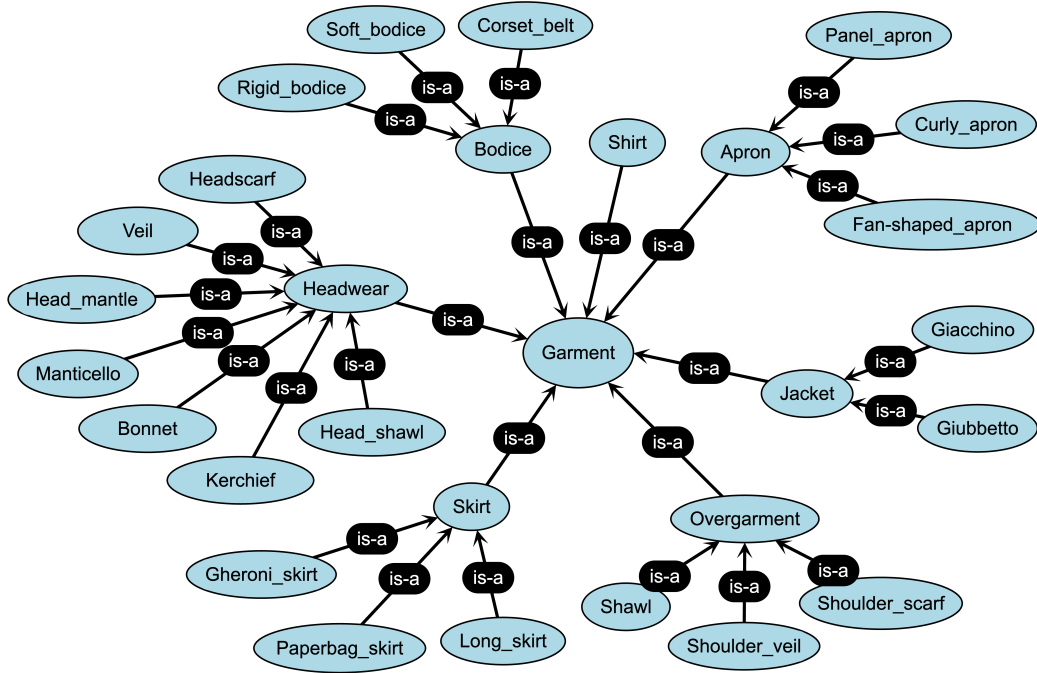 Soft_bodice
Corset_belt
Panel_apron
is-a
is-a
is-a
Rigid_bodice
is-a
Curly_apron
is-a
Bodice
Shirt
Apron
Headscarf
is-a
Fan-shaped_apron
Veil
is-a
is-a
is-a
is-a
is-a
Headwear
is-a
Head_mantle
is-a
is-a
Giacchino
Manticello
is-a
is-a
Garment
is-a
is-a
is-a
is-a
Jacket
is-a
Bonnet
Head_shawl
Giubbetto
is-a
is-a
Kerchief
Skirt
Overgarment
is-a
Gheroni_skirt
is-a
is-a
is-a
is-a
is-a
Shawl
Shoulder_scarf
Paperbag_skirt
Long_skirt
Shoulder_veil